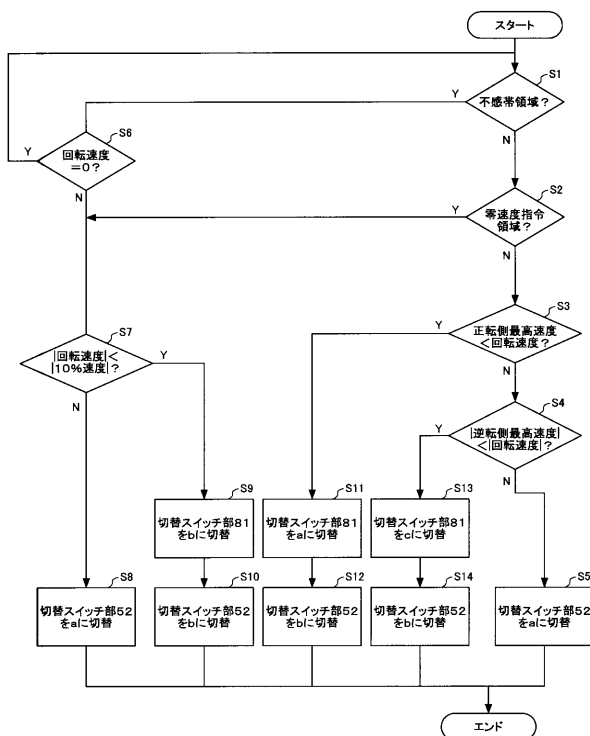 スタート
S1
不感帯領域？
Y
N
S6
回転速度
＝0？
Y
N
S2
零速度指令
領域？
Y
N
S3
正転側最高速度
＜回転速度？
Y
N
S7
|回転速度|＜
|10%速度|？
Y
N
S4
|逆転側最高速度|
＜|回転速度|？
Y
N
S9
切替スイッチ部81
をbに切替
S11
切替スイッチ部81
をaに切替
S13
切替スイッチ部81
をcに切替
S8
切替スイッチ部52
をaに切替
S10
切替スイッチ部52
をbに切替
S12
切替スイッチ部52
をbに切替
S14
切替スイッチ部52
をbに切替
S5
切替スイッチ部52
をaに切替
エンド